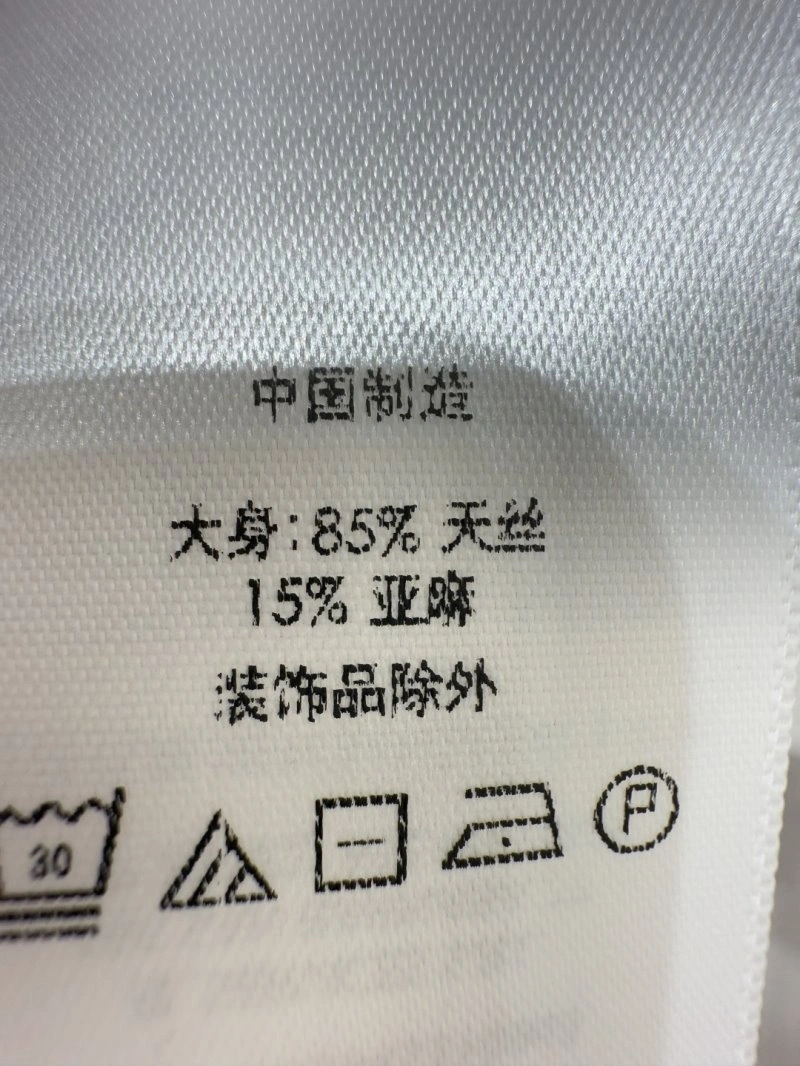 中国制造
大身:85% 天丝
15% 亚麻
装饰品除外
30
P